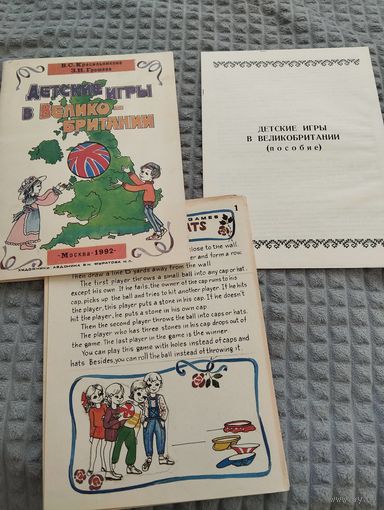 В.С. Красильникова
З.Н. Грошева
ДЕТСКИЕ ИГРЫ
В ВЕЛИКО-
БРИТАНИИ
·Москва·1992·
ДЕТСКИЕ ИГРЫ
В ВЕЛИКОБРИТАНИИ
(пособие)
1
GAMES
ATS
close to the wall.
Then draw a line 5 yards away from the wall.
The first player throws a small ball into any cap or hat,
except his own. If he fails, the owner of the cap runs to his
cap, picks up the ball and tries to hit another player. If he hits
the player, this player puts a stone in his cap. If he doesn't
hit the player, he puts a stone in his own cap.
Then the second player throws the ball into caps or hats.
The player who has three stones in his cap drops out of
the game. The last player in the game is the winner.
You can play this game with holes instead of caps and
hats. Besides, you can roll the ball instead of throwing it.